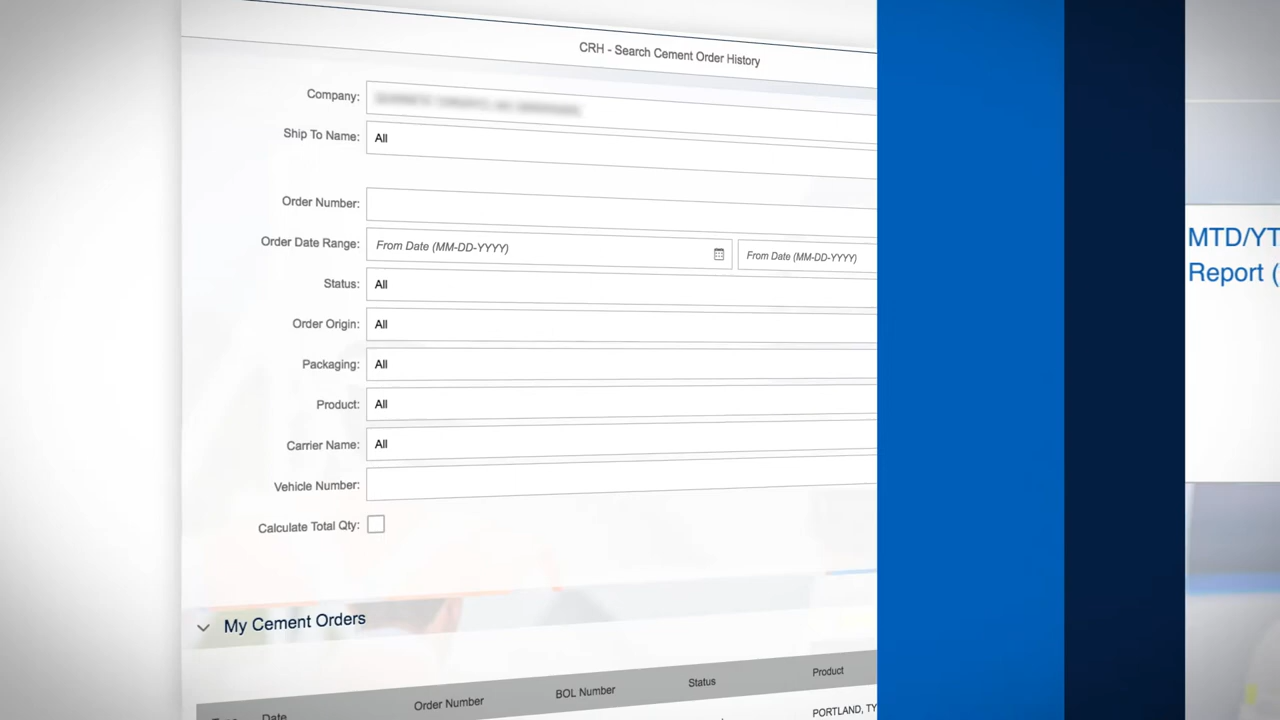 CRH - Search Cement Order History
Company:
Ship To Name: All
Order Number:
Order Date Range: From Date (MM-DD-YYYY) From Date (MM-DD-YYYY)
Status: All
Order Origin: All
Packaging: All
Product: All
Carrier Name: All
Vehicle Number:
Calculate Total Qty:
My Cement Orders
Date Order Number BOL Number Status Product
PORTLAND, TY
MTD/YT
Report (